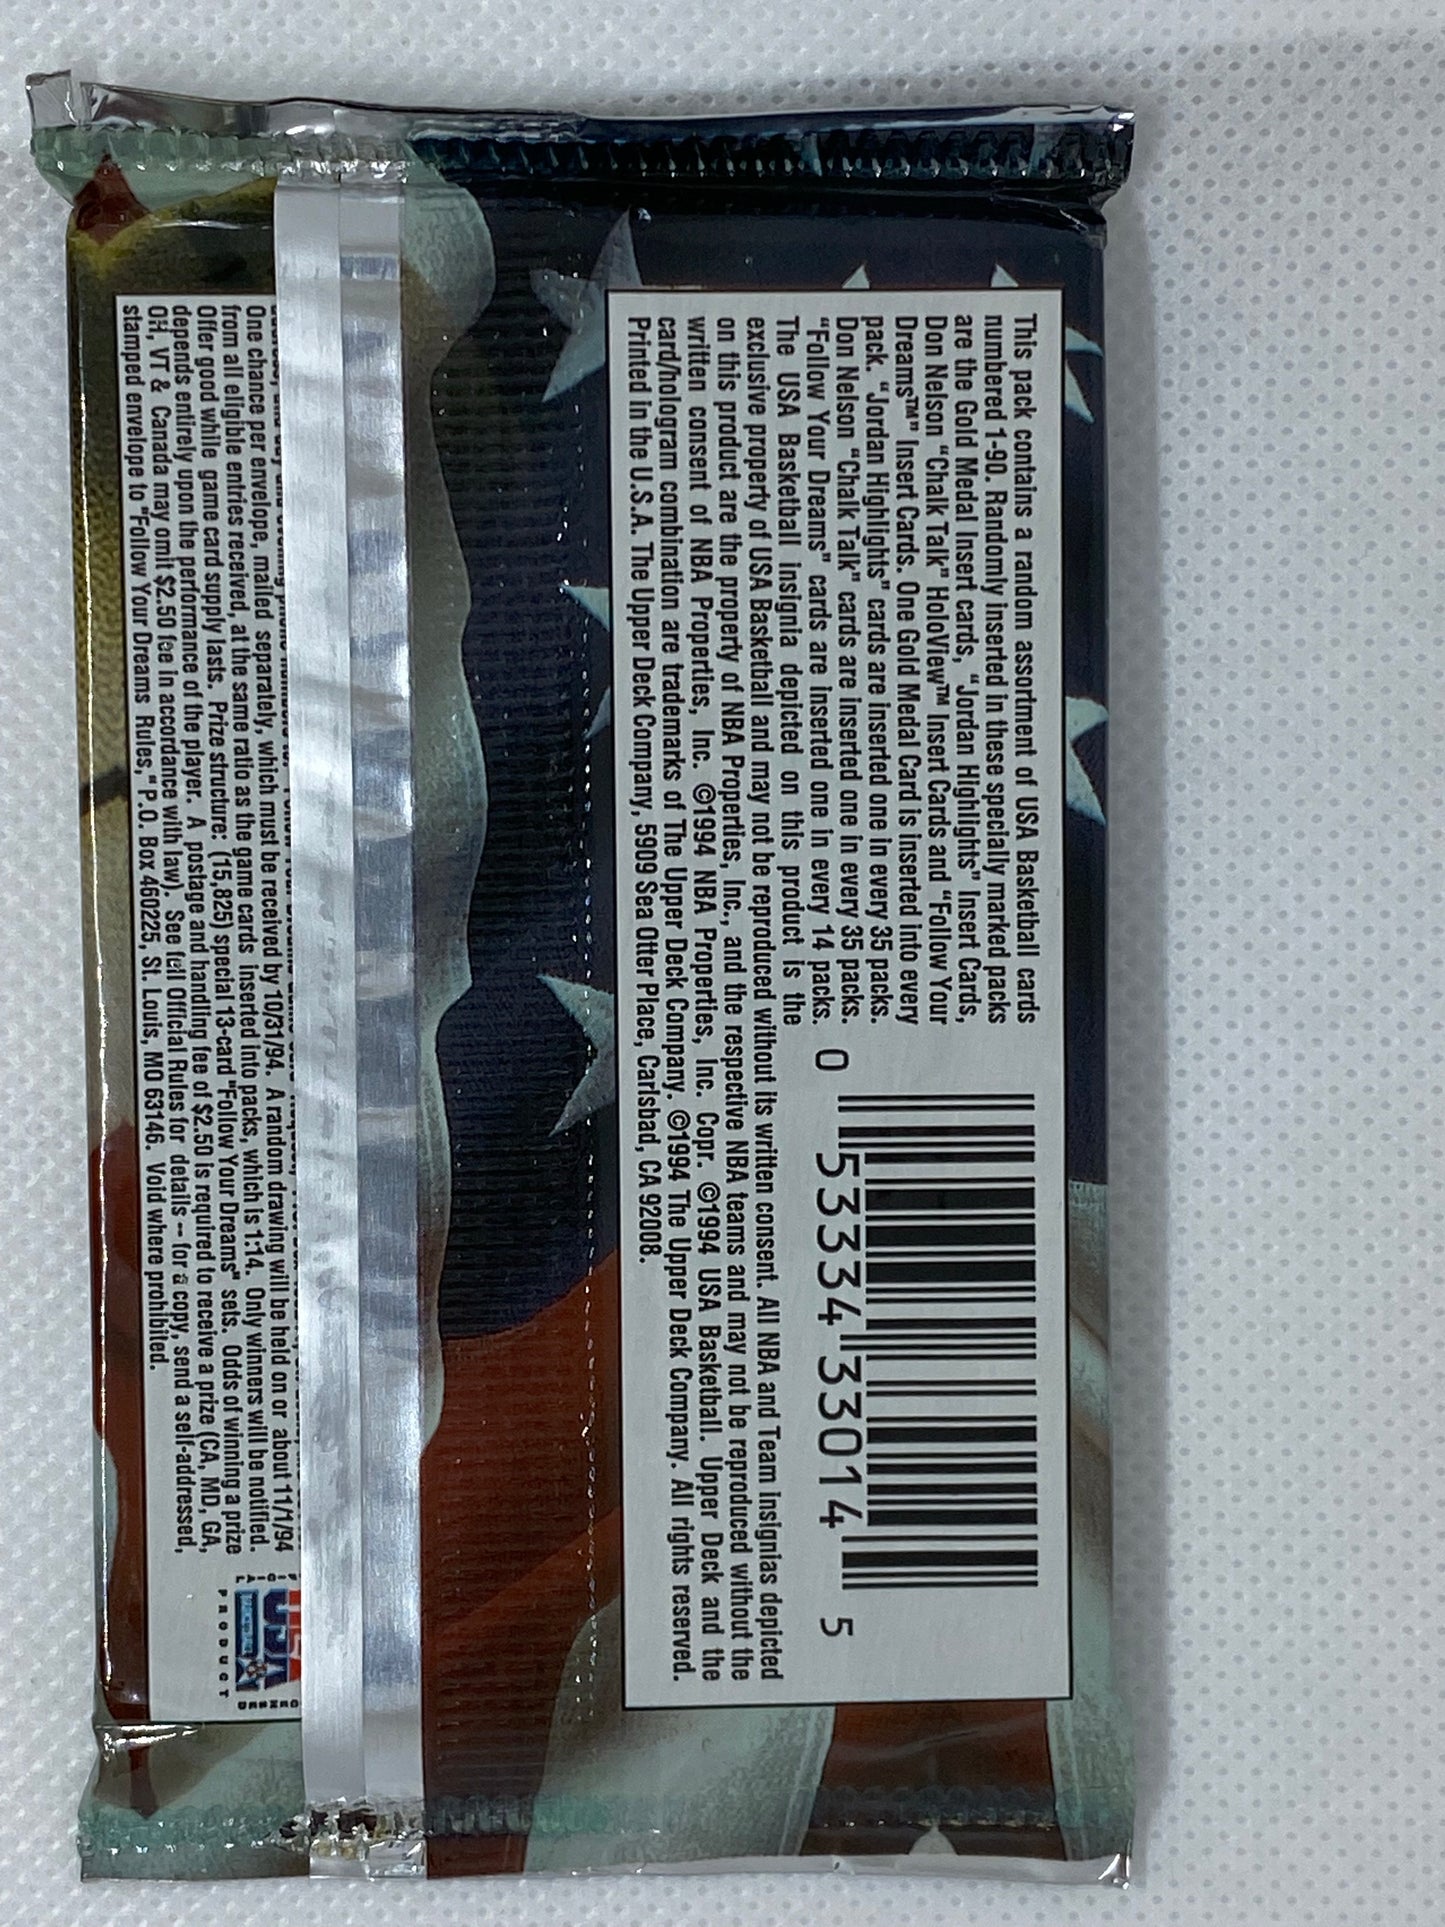 This pack contains a random assortment of USA Basketball cards
numbered 1-90. Randomly inserted in these specially marked packs
are the Gold Medal Insert cards, “Jordan Highlights” Insert Cards,
Don Nelson “Chalk Talk” HoloView™ Insert Cards and “Follow Your
Dreams™” Insert Cards. One Gold Medal Card is inserted into every
pack. “Jordan Highlights” cards are inserted one in every 35 packs.
Don Nelson “Chalk Talk” cards are inserted one in every 35 packs.
“Follow Your Dreams” cards are inserted one in every 14 packs.
The USA Basketball insignia depicted on this product is the
exclusive property of USA Basketball and may not be reproduced without its written consent. All NBA and Team insignias depicted
on this product are the property of NBA Properties, Inc., and the respective NBA teams and may not be reproduced without the
written consent of NBA Properties, Inc. ©1994 NBA Properties, Inc. Copr. ©1994 USA Basketball. Upper Deck and the
card/hologram combination are trademarks of The Upper Deck Company. ©1994 The Upper Deck Company. All rights reserved.
Printed in the U.S.A. The Upper Deck Company, 5909 Sea Otter Place, Carlsbad, CA 92008.
0 53334 33014 5
One chance per envelope, mailed separately, which must be received by 10/31/94. A random drawing will be held on or about 11/1/94
from all eligible entries received, at the same ratio as the game cards inserted into packs, which is 1:14. Only winners will be notified.
Offer good while game card supply lasts. Prize structure: (15,825) special 13-card "Follow Your Dreams" sets. Odds of winning a prize
depends entirely upon the performance of the player. A postage and handling fee of $2.50 is required to receive a prize (CA, MD, GA,
OH, VT & Canada may omit $2.50 fee in accordance with law). See full Official Rules for details -- for a copy, send a self-addressed,
stamped envelope to "Follow Your Dreams Rules," P.O. Box 460225, St. Louis, MO 63146. Void where prohibited.
USA
PRODUCT